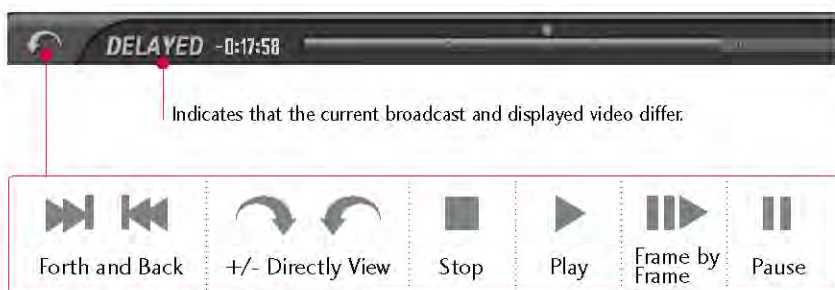 DELAYED -0:17:58
Indicates that the current broadcast and displayed video differ.
Forth and Back
+/- Directly View
Stop
Play
Frame by
Frame
Pause